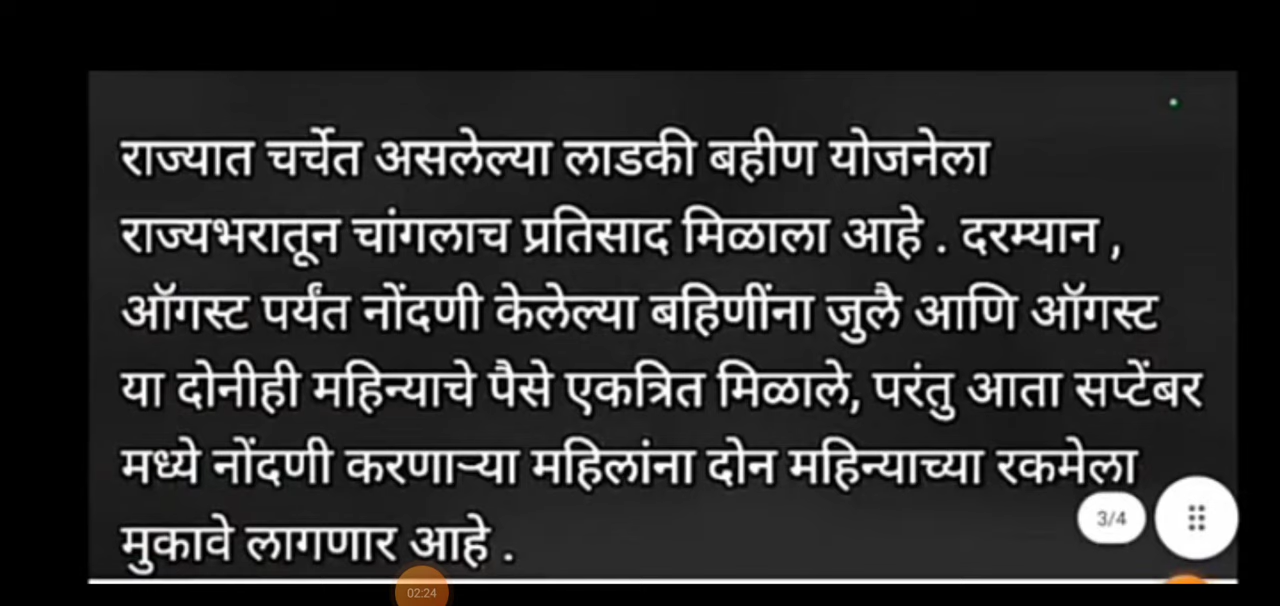 राज्यात चर्चेत असलेल्या लाडकी बहीण योजनेला
राज्यभरातून चांगलाच प्रतिसाद मिळाला आहे . दरम्यान ,
ऑगस्ट पर्यंत नोंदणी केलेल्या बहिणींना जुलै आणि ऑगस्ट
या दोनीही महिन्याचे पैसे एकत्रित मिळाले, परंतु आता सप्टेंबर
मध्ये नोंदणी करणाऱ्या महिलांना दोन महिन्याच्या रकमेला
मुकावे लागणार आहे .
3/4
02:24